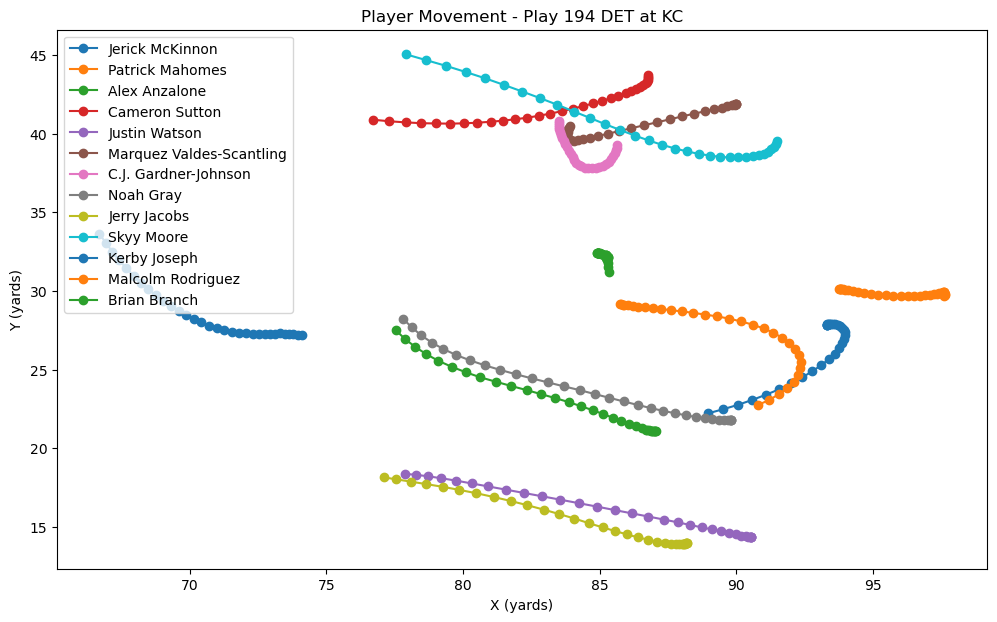 Player Movement - Play 194 DET at KC
45
40
35
30
25
20
15
Y (yards)
Jerick McKinnon
Patrick Mahomes
Alex Anzalone
Cameron Sutton
Justin Watson
Marquez Valdes-Scantling
C.J. Gardner-Johnson
Noah Gray
Jerry Jacobs
Skyy Moore
Kerby Joseph
Malcolm Rodriguez
Brian Branch
70 75 80 85 90 95
X (yards)